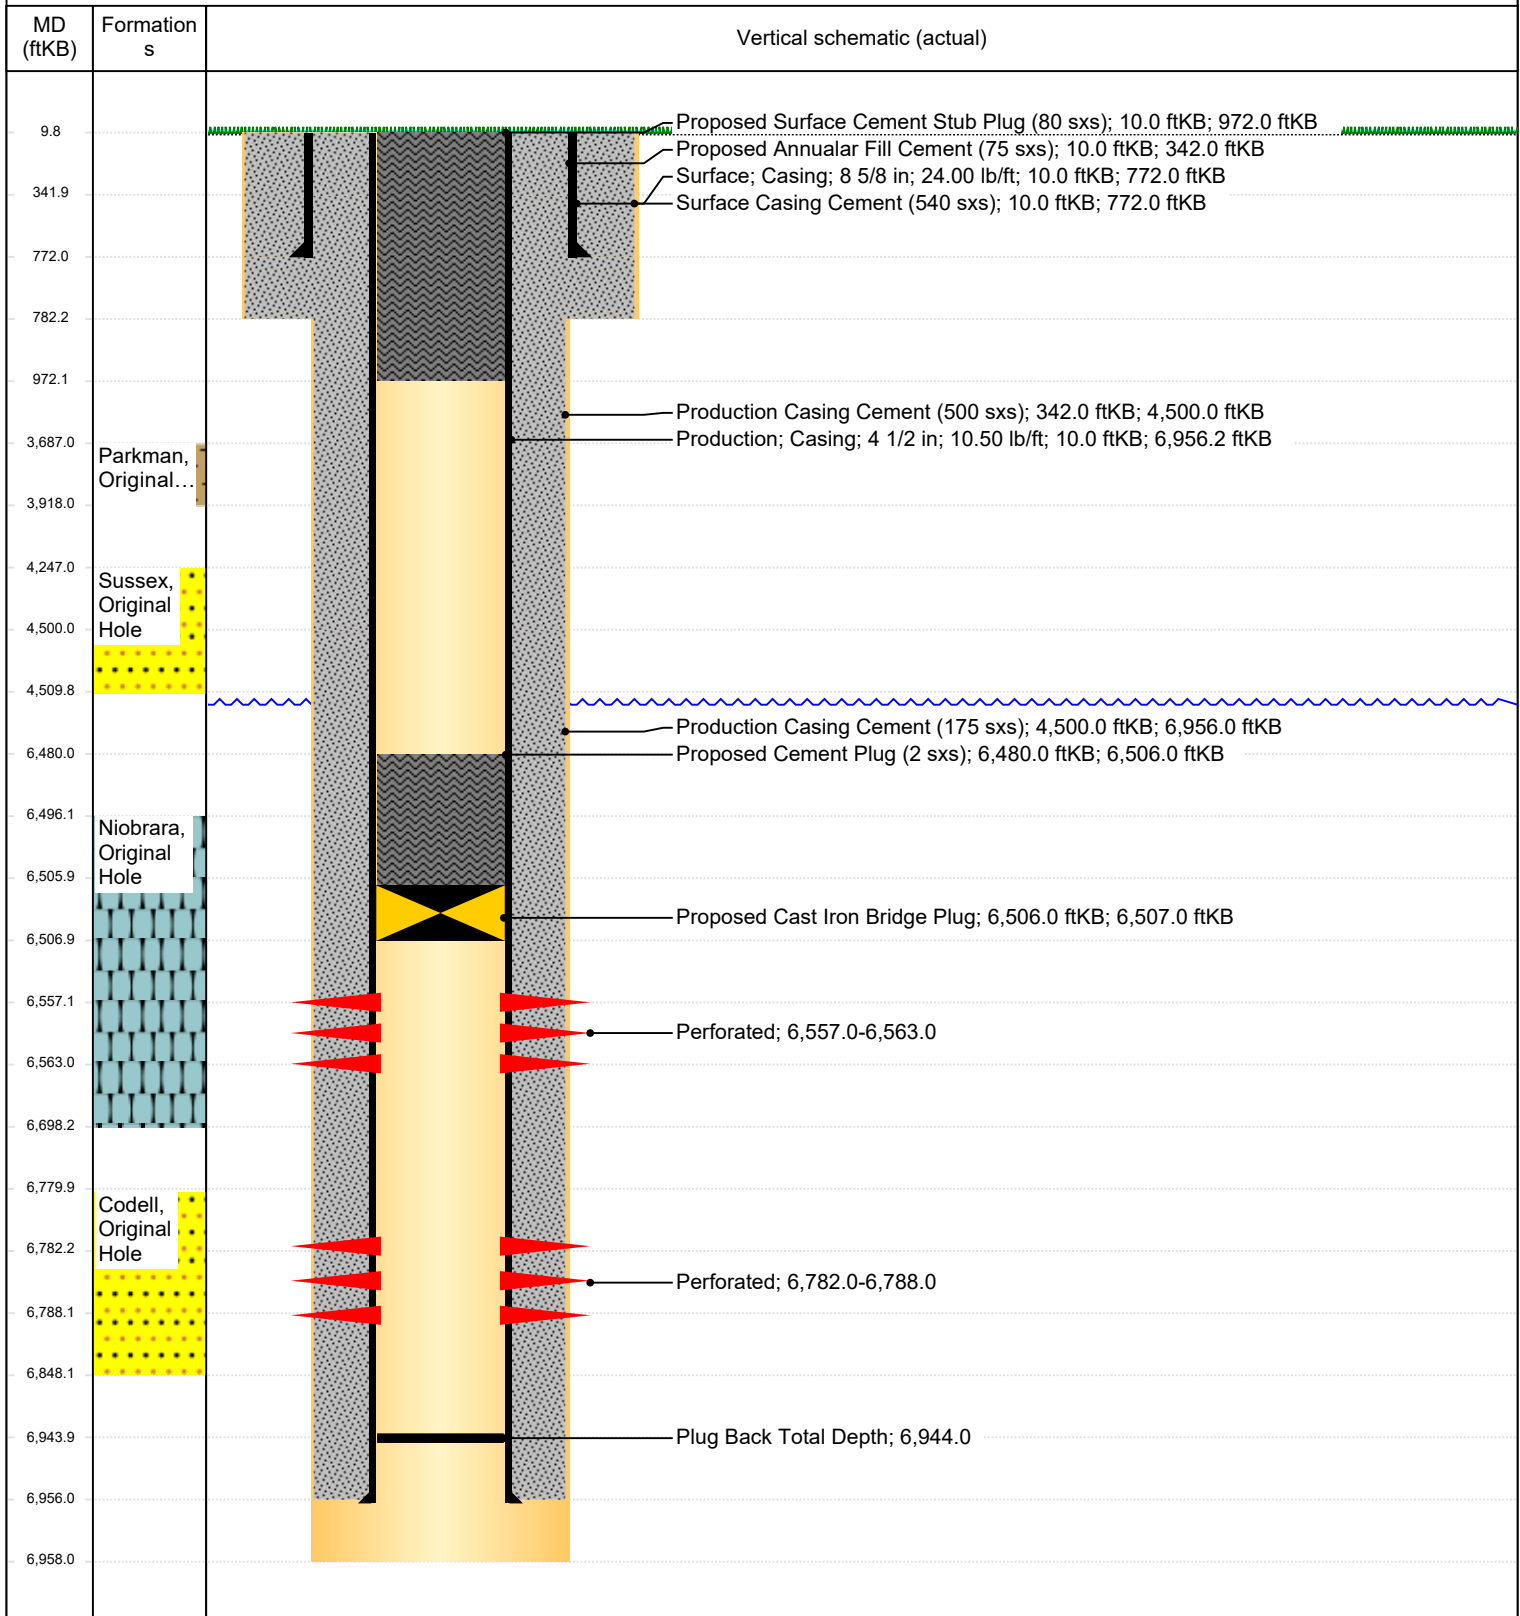 MD
(ftKB)
Formation
s
Vertical schematic (actual)
9.8
341.9
772.0
782.2
972.1
3,687.0
3,918.0
4,247.0
4,500.0
4,509.8
6,480.0
6,496.1
6,505.9
6,506.9
6,557.1
6,563.0
6,698.2
6,779.9
6,782.2
6,788.1
6,848.1
6,943.9
6,956.0
6,958.0
Parkman,
Original…
Sussex,
Original
Hole
Niobrara,
Original
Hole
Codell,
Original
Hole
Proposed Surface Cement Stub Plug (80 sxs); 10.0 ftKB; 972.0 ftKB
Proposed Annualar Fill Cement (75 sxs); 10.0 ftKB; 342.0 ftKB
Surface; Casing; 8 5/8 in; 24.00 lb/ft; 10.0 ftKB; 772.0 ftKB
Surface Casing Cement (540 sxs); 10.0 ftKB; 772.0 ftKB
Production Casing Cement (500 sxs); 342.0 ftKB; 4,500.0 ftKB
Production; Casing; 4 1/2 in; 10.50 lb/ft; 10.0 ftKB; 6,956.2 ftKB
Production Casing Cement (175 sxs); 4,500.0 ftKB; 6,956.0 ftKB
Proposed Cement Plug (2 sxs); 6,480.0 ftKB; 6,506.0 ftKB
Proposed Cast Iron Bridge Plug; 6,506.0 ftKB; 6,507.0 ftKB
Perforated; 6,557.0-6,563.0
Perforated; 6,782.0-6,788.0
Plug Back Total Depth; 6,944.0